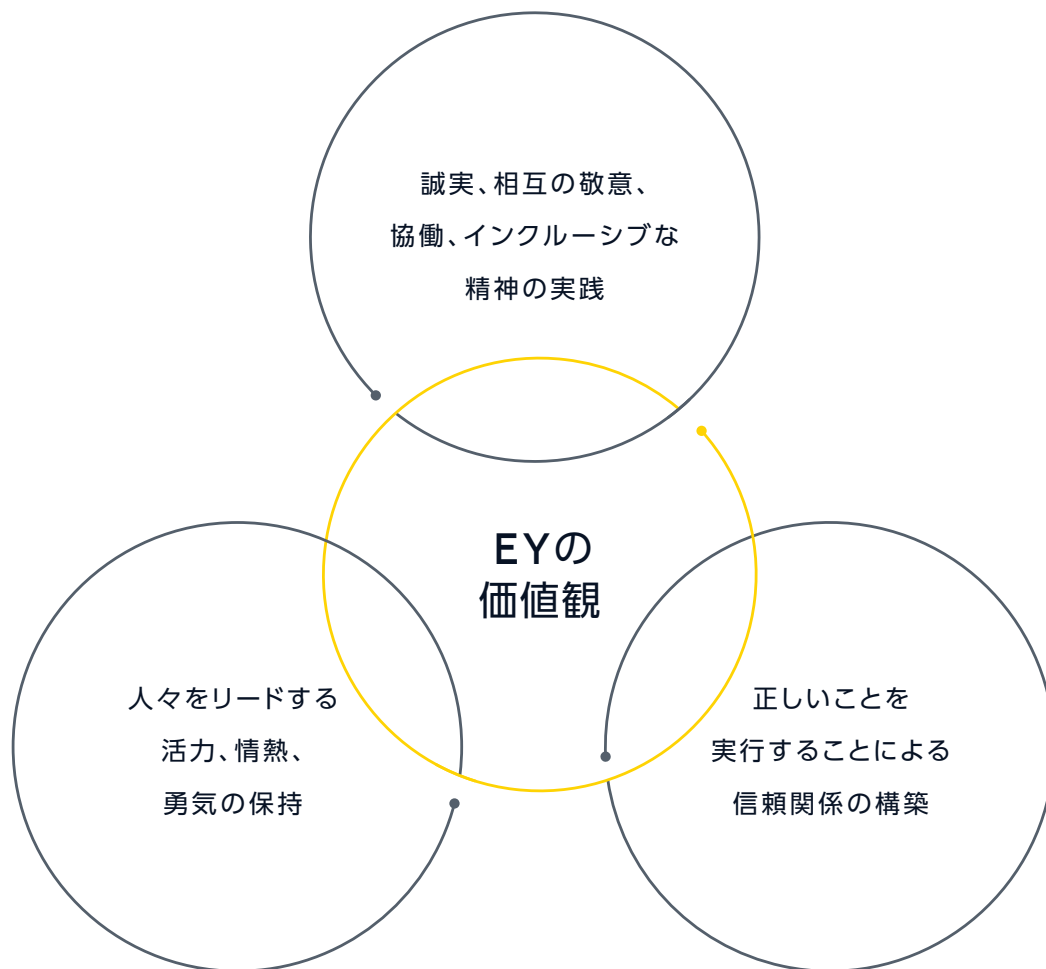 誠実、相互の敬意、
協働、インクルーシブな
精神の実践
EYの
価値観
人々をリードする
活力、情熱、
勇気の保持
正しいことを
実行することによる
信頼関係の構築